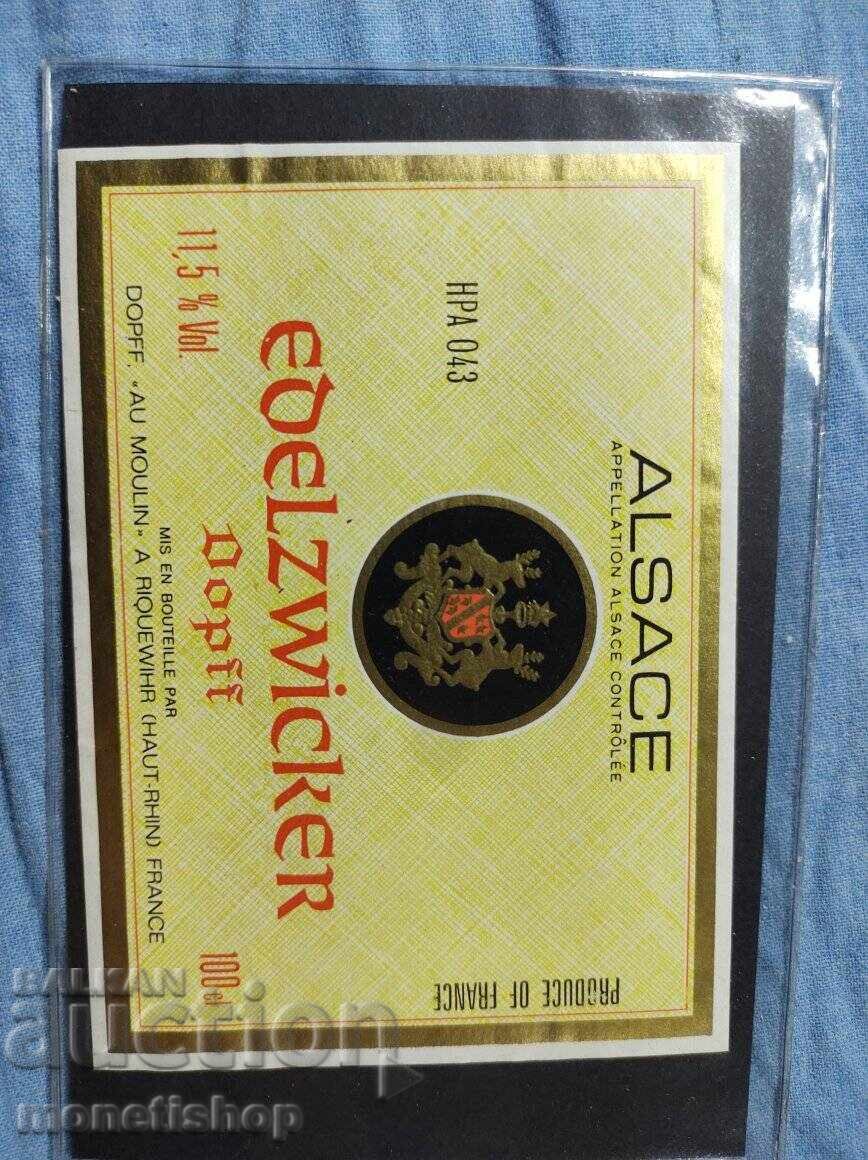 ALSACE
APPELLATION ALSACE CONTRÔLÉE
HPA 043
PRODUCE OF FRANCE
EDELZWICKER
Dopff
11,5 % Vol.
100 cl
MIS EN BOUTEILLE PAR
DOPFF. «AU MOULIN» A RIQUEWIHR (HAUT-RHIN) FRANCE
BALKAN
auction
monetishop